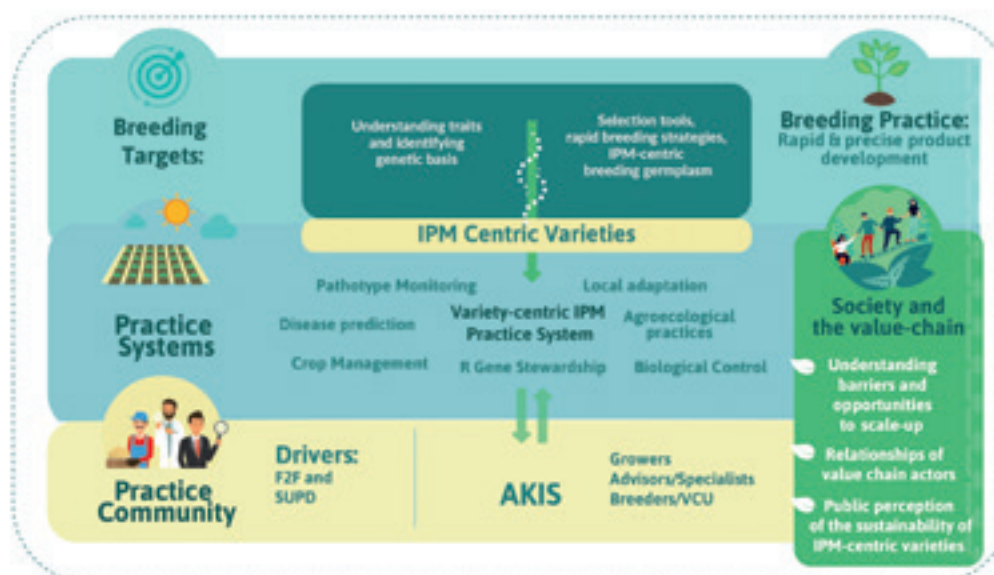 Breeding
Targets:
Understanding traits
and identifying
genetic basis
Selection tools,
rapid breeding strategies,
IPM-centric
breeding germplasm
Breeding Practice:
Rapid & precise product
development
IPM Centric Varieties
Practice
Systems
Pathotype Monitoring
Local adaptation
Disease prediction
Variety-centric IPM
Practice System
Agroecological
practices
Crop Management
R Gene Stewardship
Biological Control
Society and
the value-chain
Understanding
barriers and
opportunities
to scale-up
Relationships of
value chain actors
Public perception
of the sustainability of
IPM-centric varieties
Practice
Community
Drivers:
F2F and
SUPD
AKIS
Growers
Advisors/Specialists
Breeders/VCU